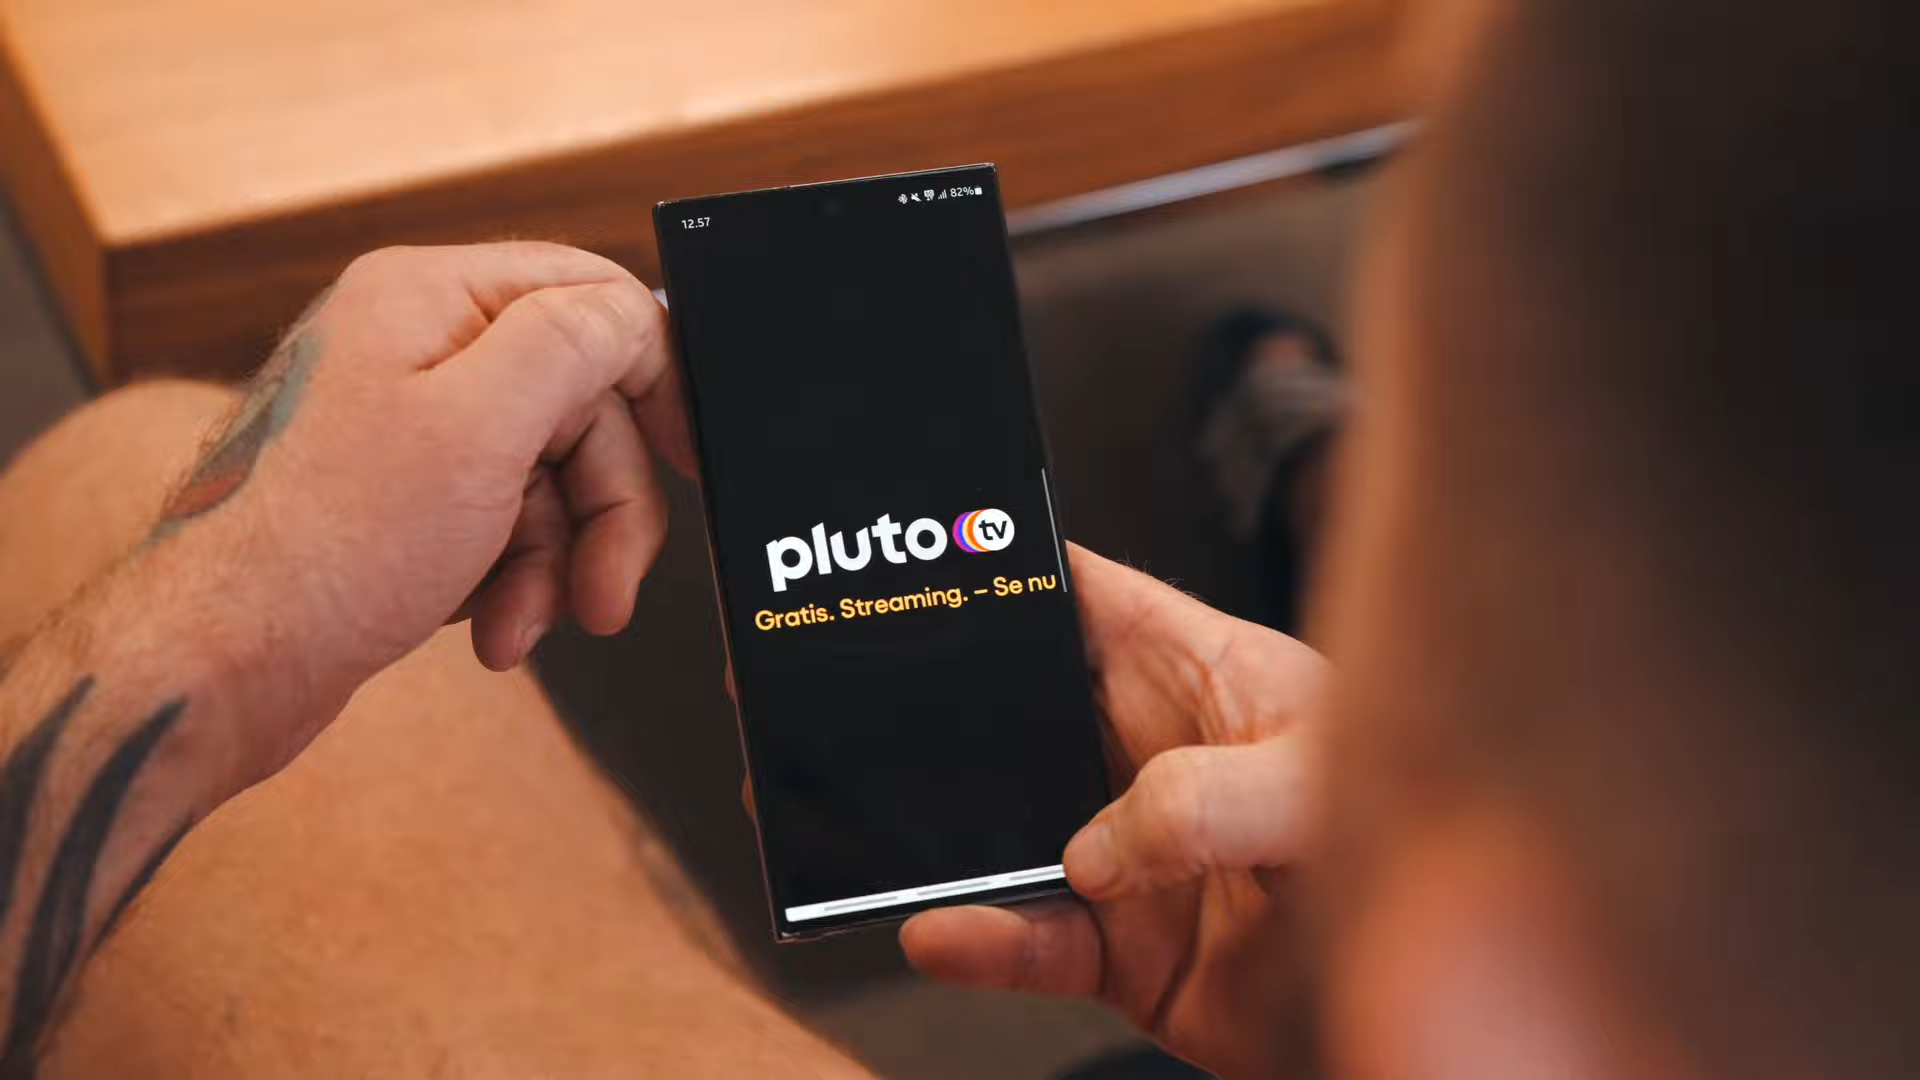 12.57
82%
pluto tv
Gratis. Streaming. – Se nu